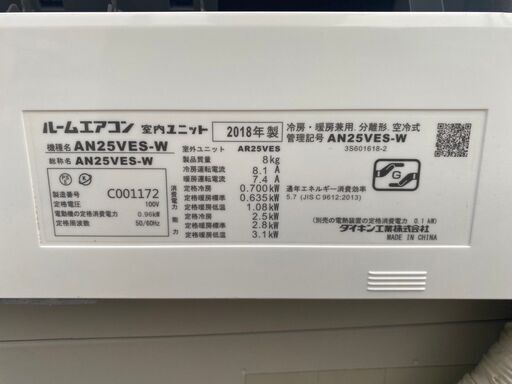 ルームエアコン 室内ユニット 2018年製
冷房・暖房兼用.分離形.空冷式
機種名 AN25VES-W
管理記号 AN25VES-W
総称名 AN25VES-W
3S601618-2
室外ユニット AR25VES
製品質量 8kg
冷房運転電流 8.1 A
暖房運転電流 7.4 A
定格冷房 0.700kW
定格暖房標準 0.635kW
定格暖房低温 1.08kW
定格冷房 2.5kW
定格暖房標準 2.8kW
定格暖房低温 3.1kW
消費電力
能力
製造番号 C001172
定格電圧 100V
電動機の定格消費電力 0.96kW
定格周波数 50/60Hz
通年エネルギー消費効率
5.7 (JIS C 9612:2013)
G
(別売の電熱装置の定格消費電力 0.1kW)
ダイキン工業株式会社
MADE IN CHINA